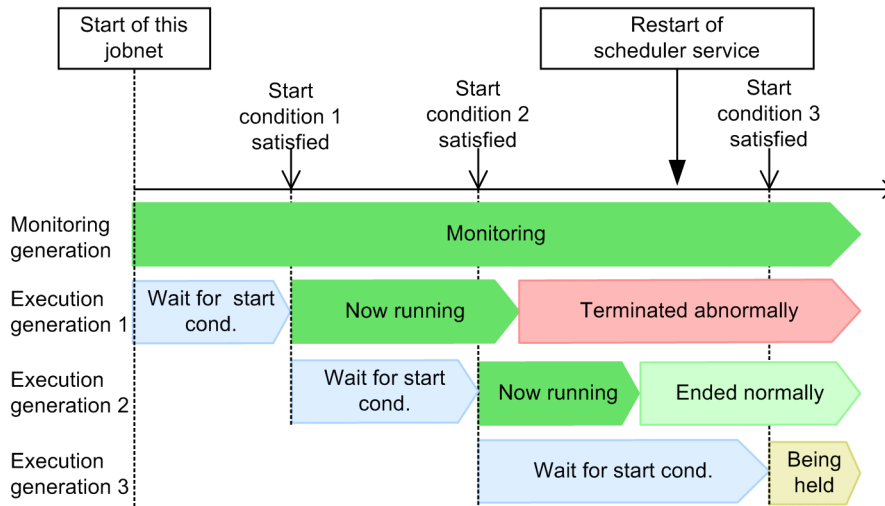 Start of this
jobnet
Restart of
scheduler service
Start
condition 1
satisfied
Start
condition 2
satisfied
Start
condition 3
satisfied
Monitoring
generation
Monitoring
Execution
generation 1
Wait for start
cond.
Now running
Terminated abnormally
Execution
generation 2
Wait for start
cond.
Now running
Ended normally
Execution
generation 3
Wait for start cond.
Being
held